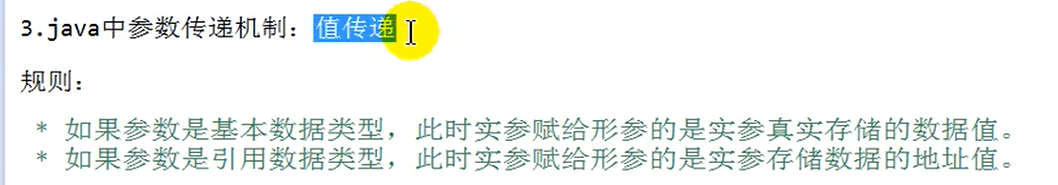 3.java中参数传递机制：值传递
规则：
* 如果参数是基本数据类型，此时实参赋给形参的是实参真实存储的数据值。
* 如果参数是引用数据类型，此时实参赋给形参的是实参存储数据的地址值。